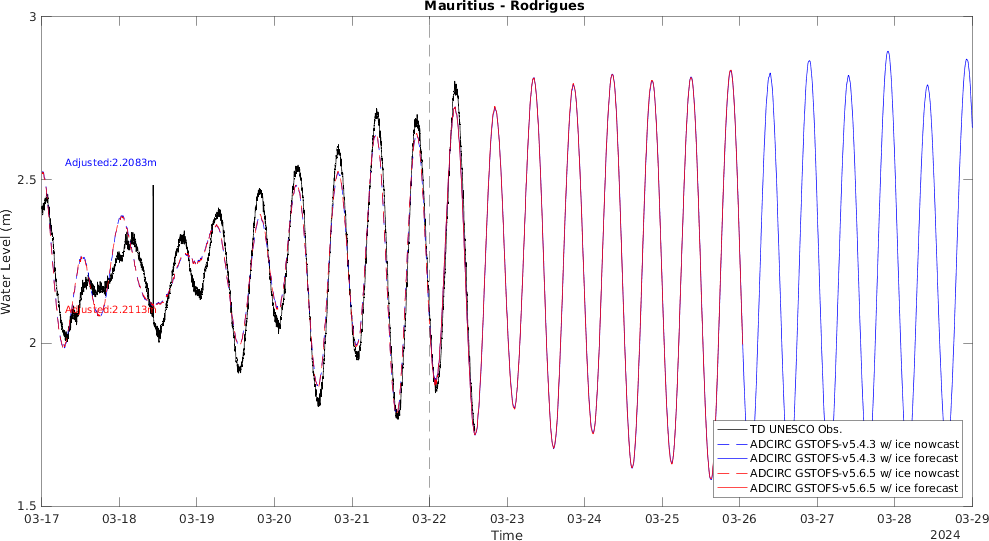 Mauritius - Rodrigues
3
2.5
2
1.5
Water Level (m)
Adjusted:2.2083m
Adjusted:2.2113m
TD UNESCO Obs.
ADCIRC GSTOFS-v5.4.3 w/ ice nowcast
ADCIRC GSTOFS-v5.4.3 w/ ice forecast
ADCIRC GSTOFS-v5.6.5 w/ ice nowcast
ADCIRC GSTOFS-v5.6.5 w/ ice forecast
03-17 03-18 03-19 03-20 03-21 03-22 03-23 03-24 03-25 03-26 03-27 03-28 03-29
Time
2024